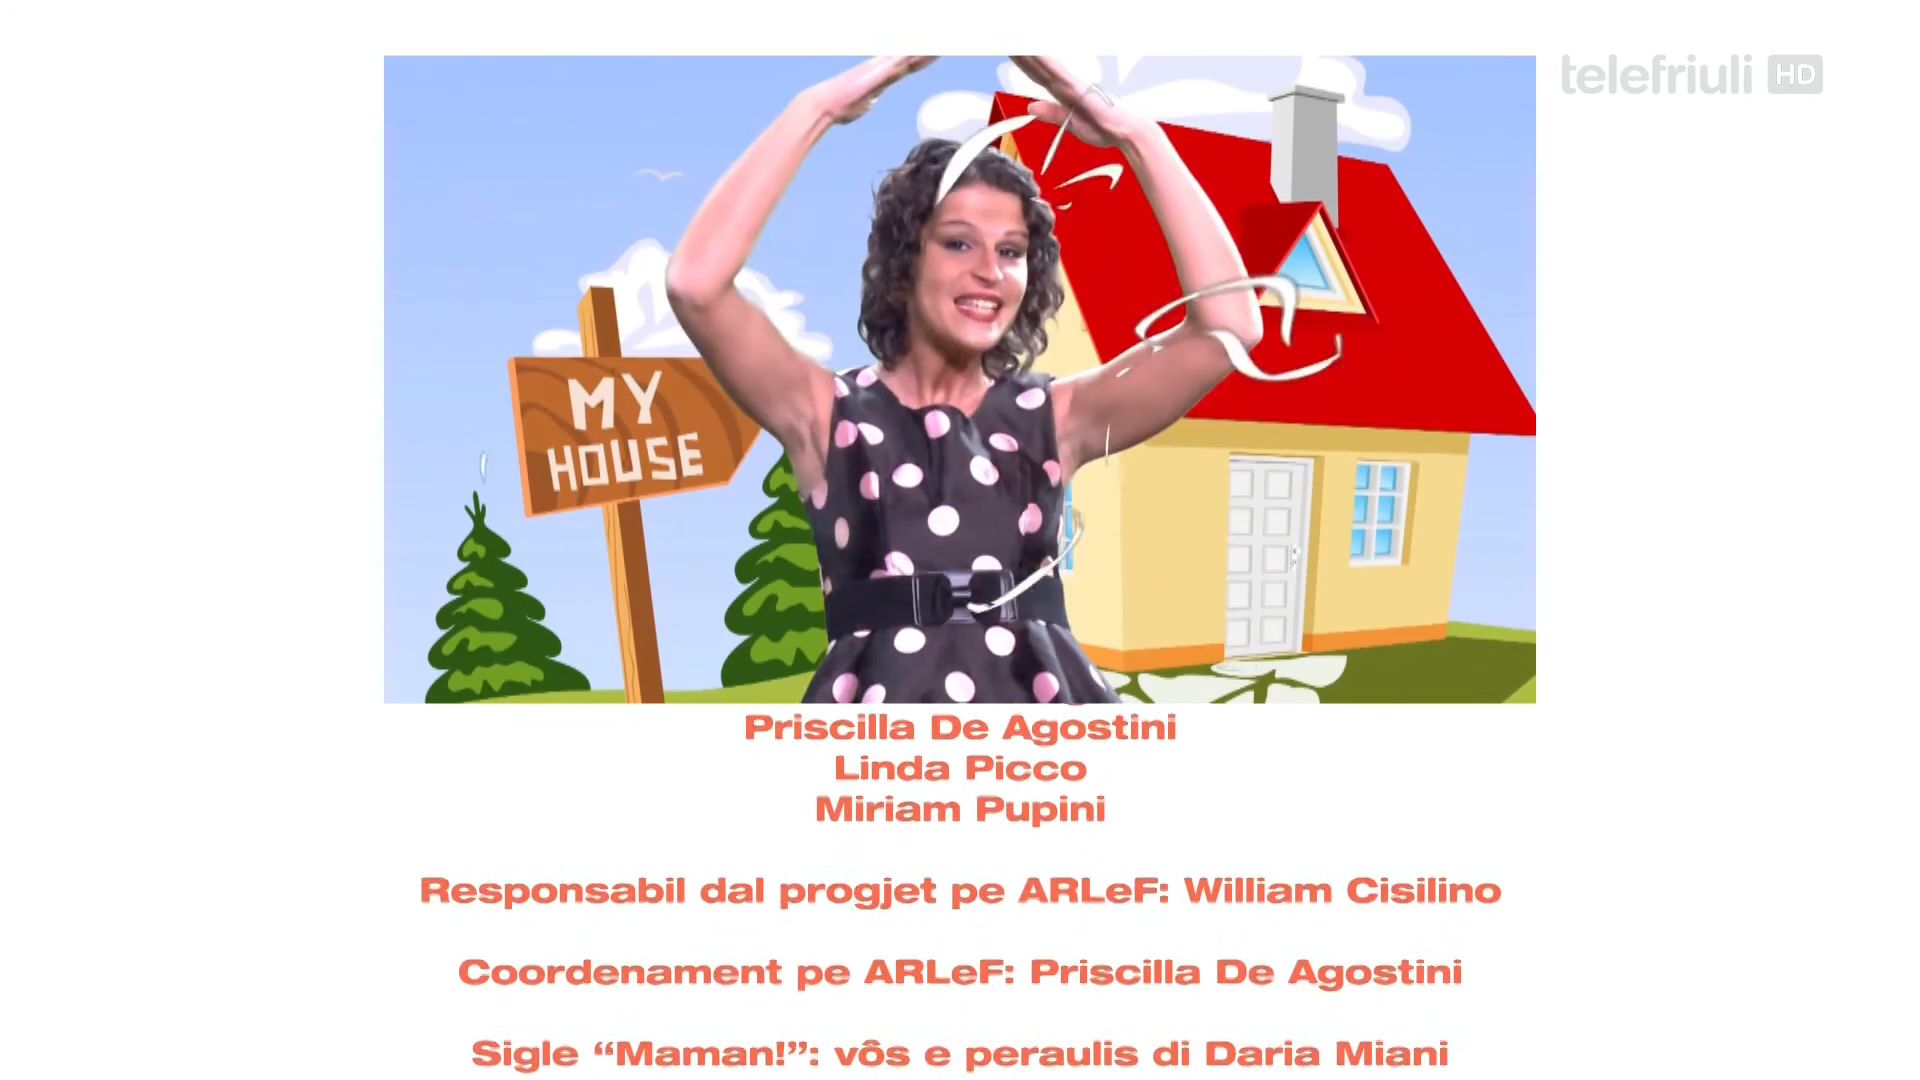 telefriuli HD
MY
HOUSE
Priscilla De Agostini
Linda Picco
Miriam Pupini
Responsabil dal progjet pe ARLeF: William Cisilino
Coordenament pe ARLeF: Priscilla De Agostini
Sigle “Maman!”: vôs e peraulis di Daria Miani